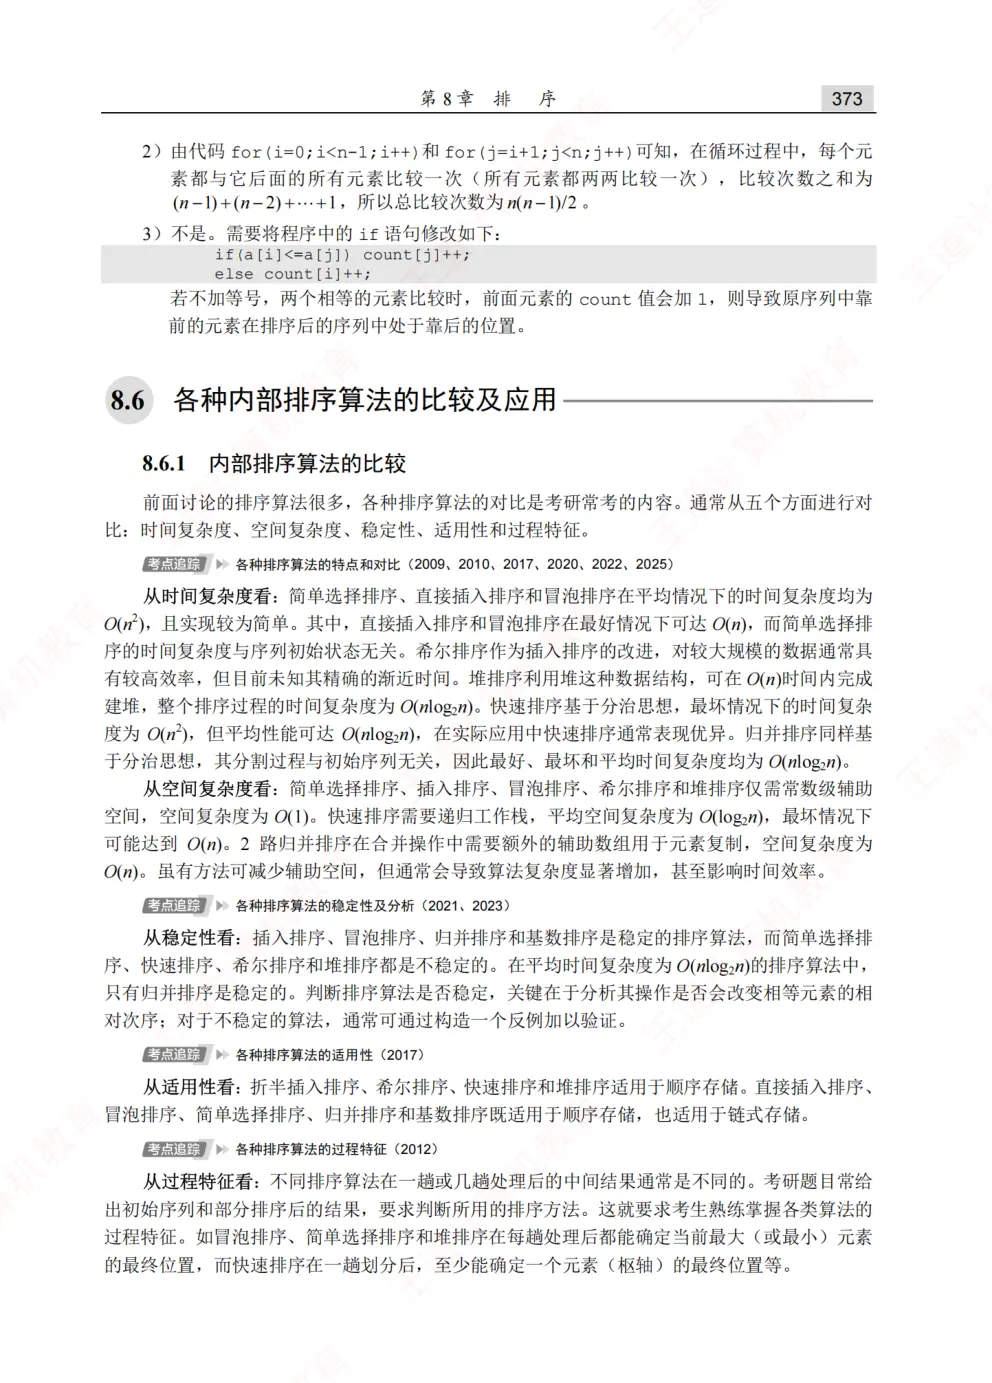 第 8 章 排 序
373
2）由代码 for(i=0;i<n-1;i++)和 for(j=i+1;j<n;j++)可知，在循环过程中，每个元
素都与它后面的所有元素比较一次（所有元素都两两比较一次），比较次数之和为
(n−1)+(n−2)+⋯+1，所以总比较次数为 n(n−1)/2 。
3）不是。需要将程序中的 if 语句修改如下：
if(a[i]<=a[j]) count[j]++;
else count[i]++;
若不加等号，两个相等的元素比较时，前面元素的 count 值会加 1，则导致原序列中靠
前的元素在排序后的序列中处于靠后的位置。
8.6 各种内部排序算法的比较及应用
8.6.1 内部排序算法的比较
前面讨论的排序算法很多，各种排序算法的对比是考研常考的内容。通常从五个方面进行对
比：时间复杂度、空间复杂度、稳定性、适用性和过程特征。
考点追踪 各种排序算法的特点和对比（2009、2010、2017、2020、2022、2025）
从时间复杂度看：简单选择排序、直接插入排序和冒泡排序在平均情况下的时间复杂度均为
O(n²)，且实现较为简单。其中，直接插入排序和冒泡排序在最好情况下可达 O(n)，而简单选择排
序的时间复杂度与序列初始状态无关。希尔排序作为插入排序的改进，对较大规模的数据通常具
有较高效率，但目前未知其精确的渐近时间。堆排序利用堆这种数据结构，可在 O(n)时间内完成
建堆，整个排序过程的时间复杂度为 O(nlog₂n)。快速排序基于分治思想，最坏情况下的时间复杂
度为 O(n²)，但平均性能可达 O(nlog₂n)，在实际应用中快速排序通常表现优异。归并排序同样基
于分治思想，其分割过程与初始序列无关，因此最好、最坏和平均时间复杂度均为 O(nlog₂n)。
从空间复杂度看：简单选择排序、插入排序、冒泡排序、希尔排序和堆排序仅需常数级辅助
空间，空间复杂度为 O(1)。快速排序需要递归工作栈，平均空间复杂度为 O(log₂n)，最坏情况下
可能达到 O(n)。2 路归并排序在合并操作中需要额外的辅助数组用于元素复制，空间复杂度为
O(n)。虽有方法可减少辅助空间，但通常会导致算法复杂度显著增加，甚至影响时间效率。
考点追踪 各种排序算法的稳定性及分析（2021、2023）
从稳定性看：插入排序、冒泡排序、归并排序和基数排序是稳定的排序算法，而简单选择排
序、快速排序、希尔排序和堆排序都是不稳定的。在平均时间复杂度为 O(nlog₂n)的排序算法中，
只有归并排序是稳定的。判断排序算法是否稳定，关键在于分析其操作是否会改变相等元素的相
对次序；对于不稳定的算法，通常可通过构造一个反例加以验证。
考点追踪 各种排序算法的适用性（2017）
从适用性看：折半插入排序、希尔排序、快速排序和堆排序适用于顺序存储。直接插入排序、
冒泡排序、简单选择排序、归并排序和基数排序既适用于顺序存储，也适用于链式存储。
考点追踪 各种排序算法的过程特征（2012）
从过程特征看：不同排序算法在一趟或几趟处理后的中间结果通常是不同的。考研题目常给
出初始序列和部分排序后的结果，要求判断所用的排序方法。这就要求考生熟练掌握各类算法的
过程特征。如冒泡排序、简单选择排序和堆排序在每趟处理后都能确定当前最大（或最小）元素
的最终位置，而快速排序在一趟划分后，至少能确定一个元素（枢轴）的最终位置等。